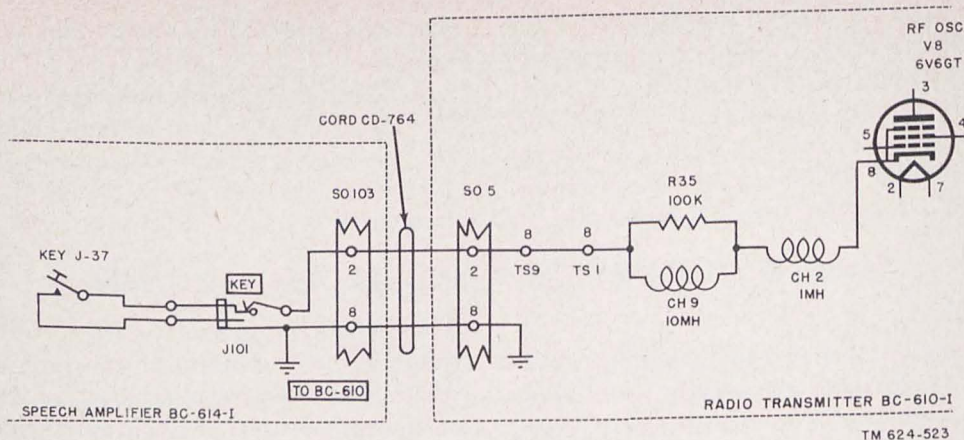 RF OSC
V8
6V6GT
3
4
5
8
2
7
CORD CD-764
SO 103
SO 5
R35
100K
KEY J-37
KEY
2
2
8
TS9
8
TS 1
CH 9
10MH
CH 2
1MH
J101
8
8
TO BC-610
SPEECH AMPLIFIER BC-614-I
RADIO TRANSMITTER BC-610-I
TM 624-523